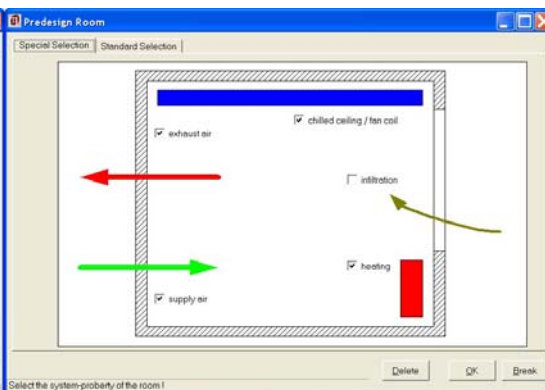 Predesign Room
Special Selection
Standard Selection
chilled ceiling / fan coil
exhaust air
infiltration
heating
supply air
Delete
OK
Break
Select the system-proberty of the room !